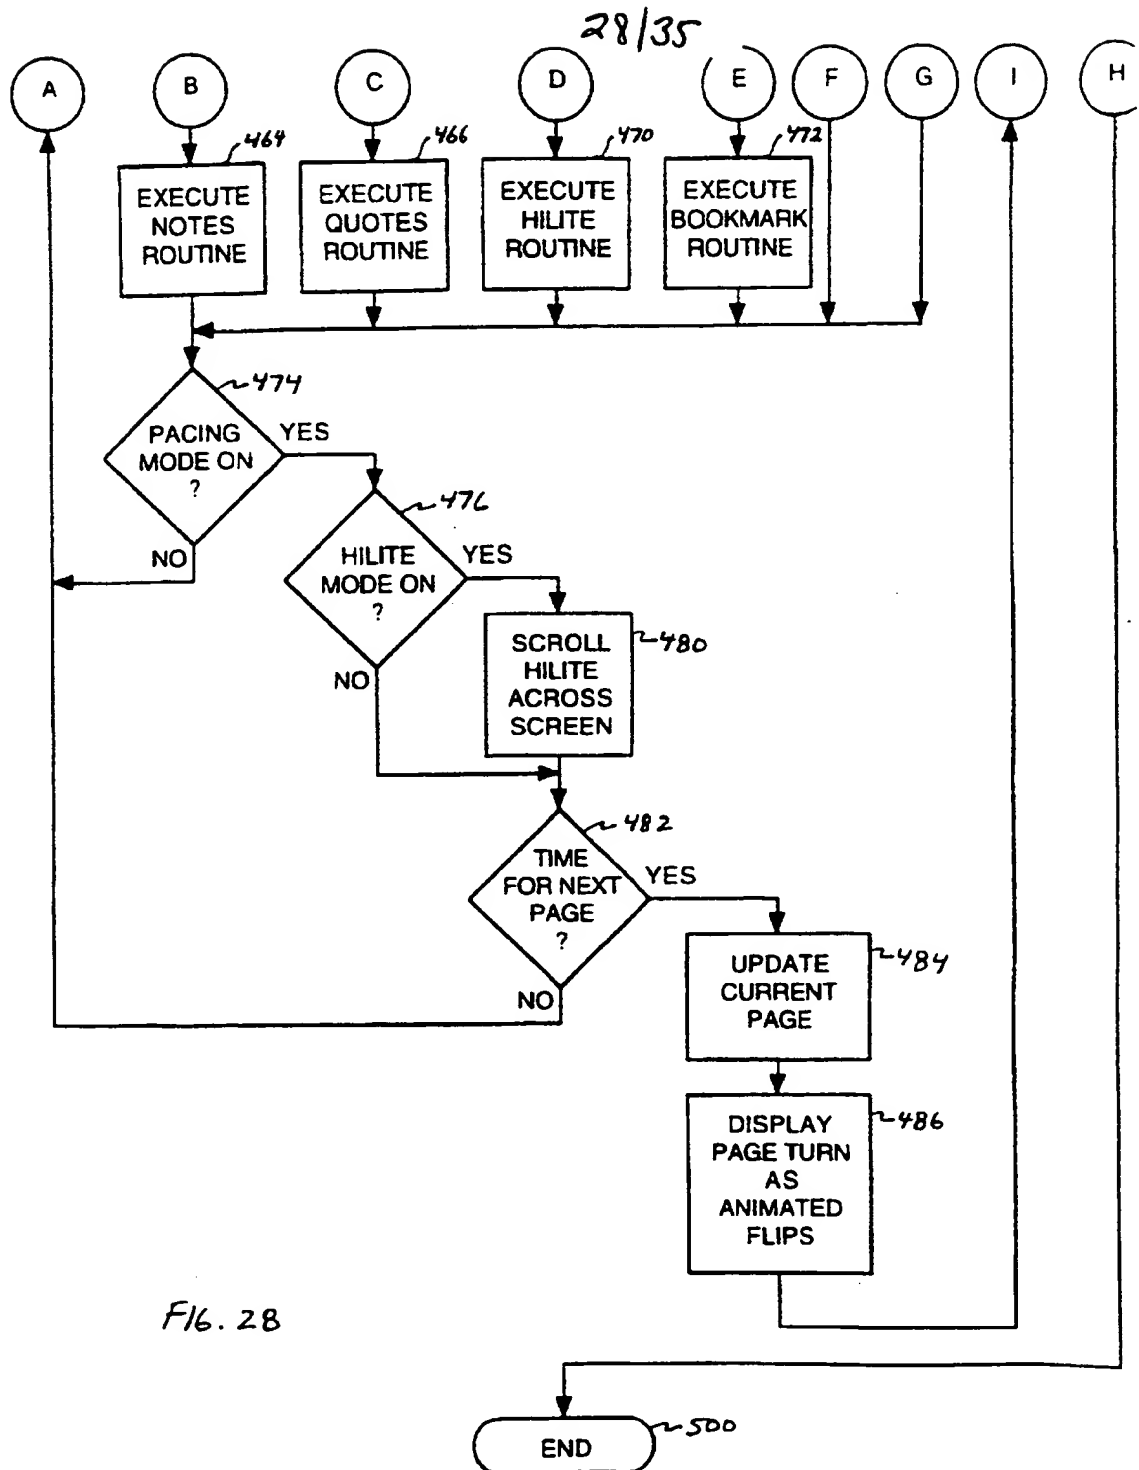 28/35
A B C D E F G I H
464 466 470 472
EXECUTE
NOTES
ROUTINE
EXECUTE
QUOTES
ROUTINE
EXECUTE
HILITE
ROUTINE
EXECUTE
BOOKMARK
ROUTINE
474
PACING
MODE ON
?
YES
NO
476
HILITE
MODE ON
?
YES
NO
480
SCROLL
HILITE
ACROSS
SCREEN
482
TIME
FOR NEXT
PAGE
?
YES
NO
484
UPDATE
CURRENT
PAGE
486
DISPLAY
PAGE TURN
AS
ANIMATED
FLIPS
FIG. 28
500
END